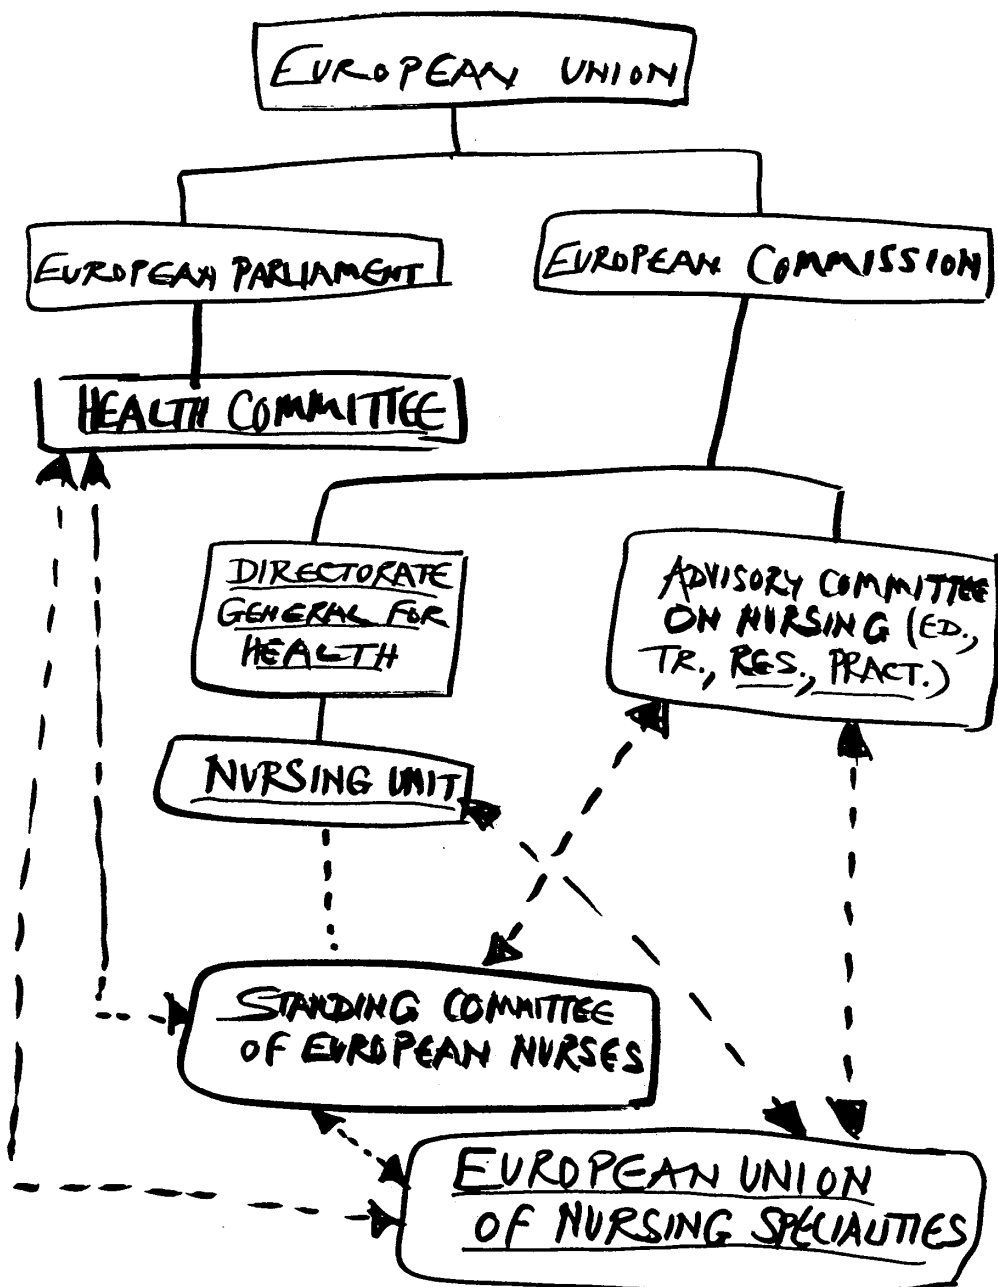 EUROPEAN UNION
EUROPEAN PARLIAMENT
EUROPEAN COMMISSION
HEALTH COMMITTEE
DIRECTORATE
GENERAL FOR
HEALTH
ADVISORY COMMITTEE
ON NURSING (ED.,
TR., RES., PRACT.)
NURSING UNIT
STANDING COMMITTEE
OF EUROPEAN NURSES
EUROPEAN UNION
OF NURSING SPECIALITIES